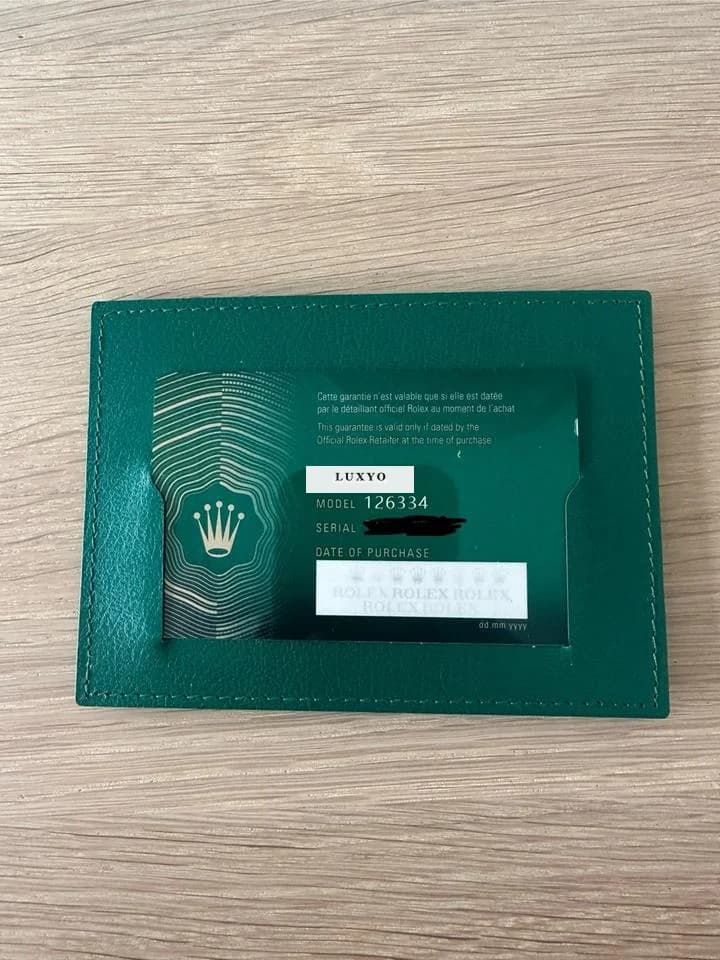 Cette garantie n'est valable que si elle est datée
par le détaillant officiel Rolex au moment de l'achat
This guarantee is valid only if dated by the
Official Rolex Retailer at the time of purchase
LUXYO
MODEL 126334
SERIAL
DATE OF PURCHASE
ROLEX ROLEX ROLEX
ROLEX ROLEX
dd mm yyyy